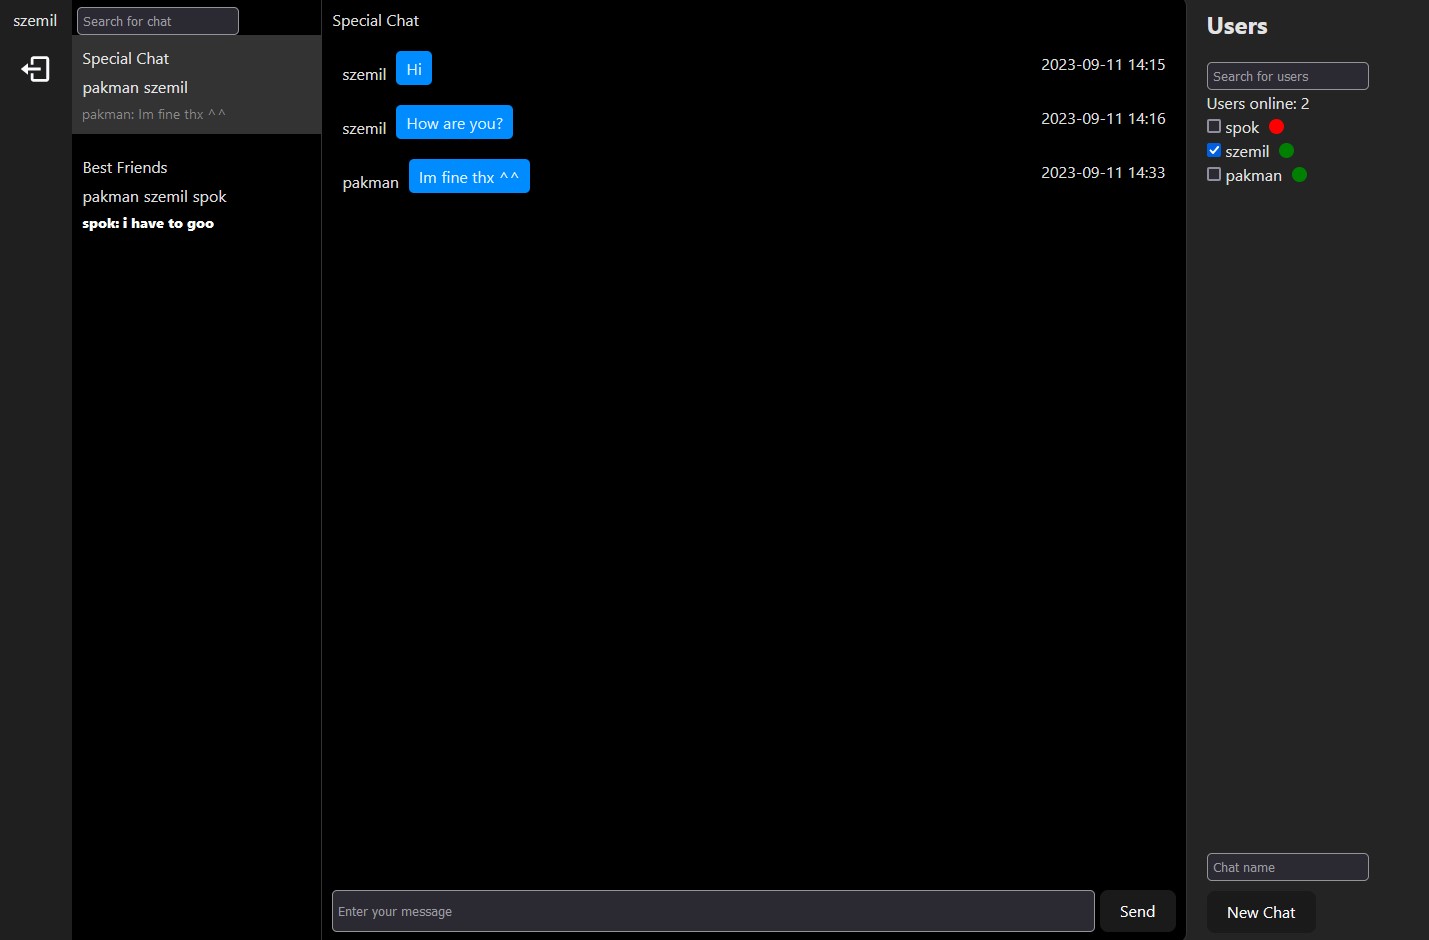 szemil
Search for chat
Special Chat
pakman szemil
pakman: Im fine thx ^^
Best Friends
pakman szemil spok
spok: i have to goo
Special Chat
szemil Hi 2023-09-11 14:15
szemil How are you? 2023-09-11 14:16
pakman Im fine thx ^^ 2023-09-11 14:33
Enter your message Send
Users
Search for users
Users online: 2
spok
szemil
pakman
Chat name
New Chat